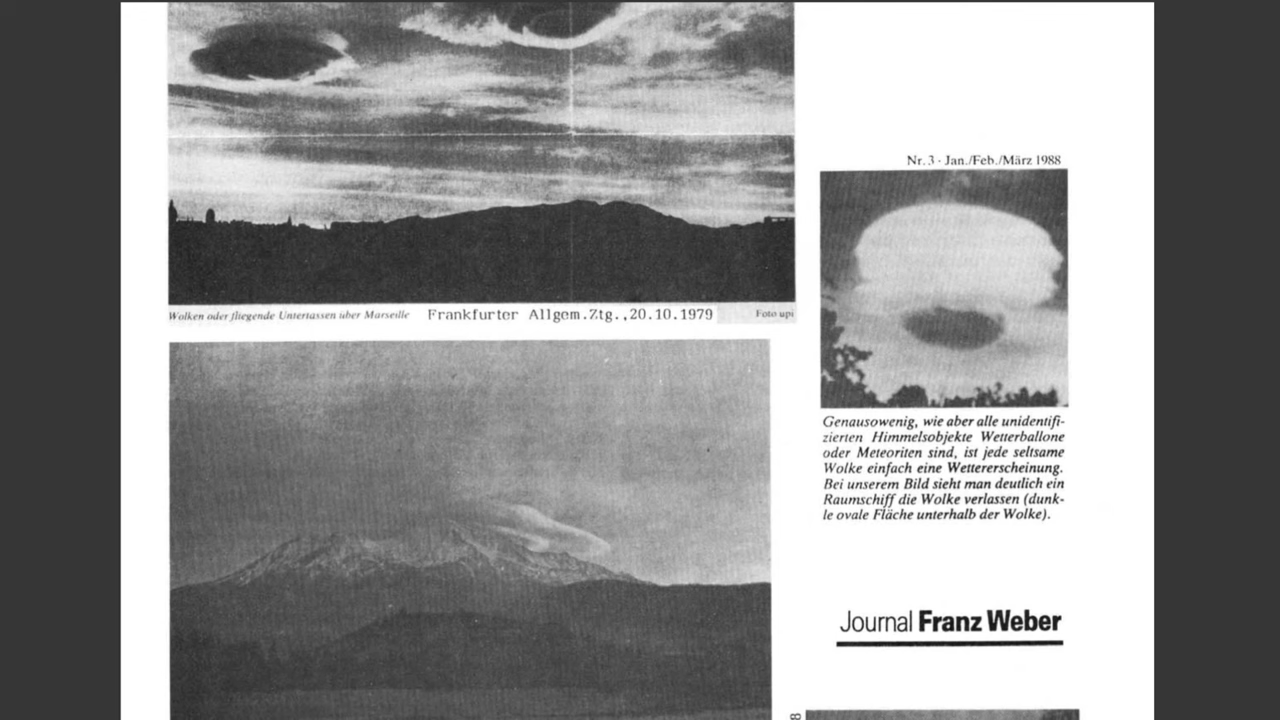 Wolken oder fliegende Untertassen über Marseille
Frankfurter Allgem.Ztg.,20.10.1979
Foto upi
Nr. 3 · Jan./Feb./März 1988
Genausowenig, wie aber alle unidentifi-
zierten Himmelsobjekte Wetterballone
oder Meteoriten sind, ist jede seltsame
Wolke einfach eine Wettererscheinung.
Bei unserem Bild sieht man deutlich ein
Raumschiff die Wolke verlassen (dunk-
le ovale Fläche unterhalb der Wolke).
Journal Franz Weber
8